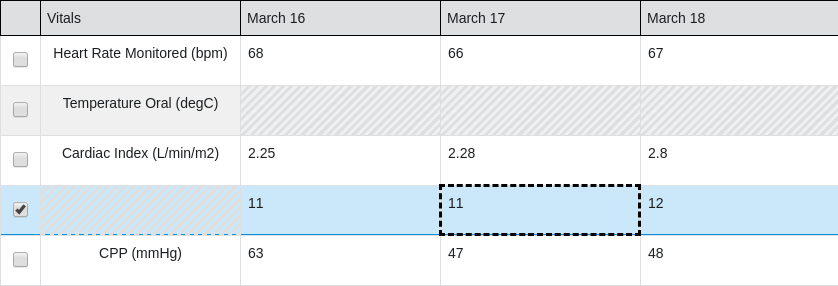 Vitals March 16 March 17 March 18
Heart Rate Monitored (bpm) 68 66 67
Temperature Oral (degC)
Cardiac Index (L/min/m2) 2.25 2.28 2.8
11 11 12
CPP (mmHg) 63 47 48